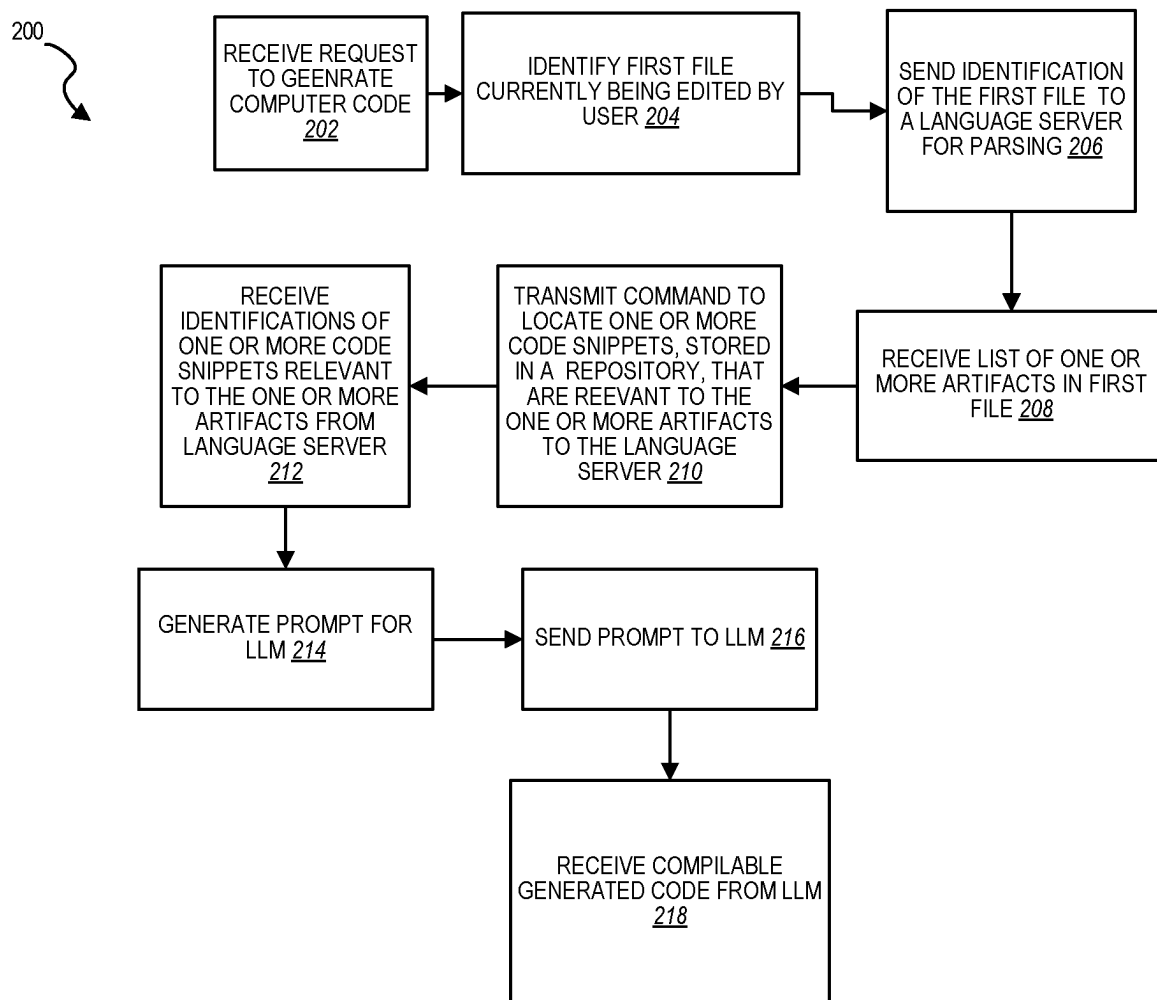 200
RECEIVE REQUEST
TO GEENRATE
COMPUTER CODE
202
IDENTIFY FIRST FILE
CURRENTLY BEING EDITED BY
USER 204
SEND IDENTIFICATION
OF THE FIRST FILE TO
A LANGUAGE SERVER
FOR PARSING 206
RECEIVE LIST OF ONE OR
MORE ARTIFACTS IN FIRST
FILE 208
TRANSMIT COMMAND TO
LOCATE ONE OR MORE
CODE SNIPPETS, STORED
IN A REPOSITORY, THAT
ARE REEVANT TO THE
ONE OR MORE ARTIFACTS
TO THE LANGUAGE
SERVER 210
RECEIVE
IDENTIFICATIONS OF
ONE OR MORE CODE
SNIPPETS RELEVANT
TO THE ONE OR MORE
ARTIFACTS FROM
LANGUAGE SERVER
212
GENERATE PROMPT FOR
LLM 214
SEND PROMPT TO LLM 216
RECEIVE COMPILABLE
GENERATED CODE FROM LLM
218